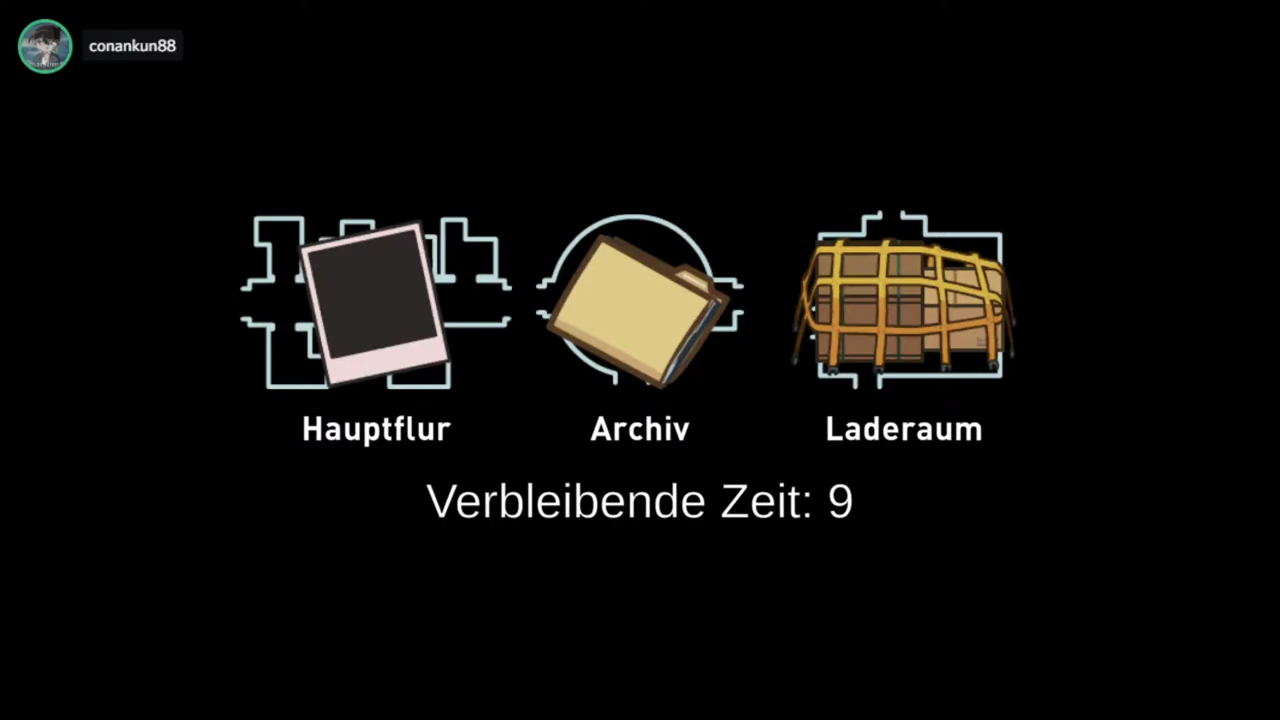 conankun88
Hauptflur
Archiv
Laderaum
Verbleibende Zeit: 9